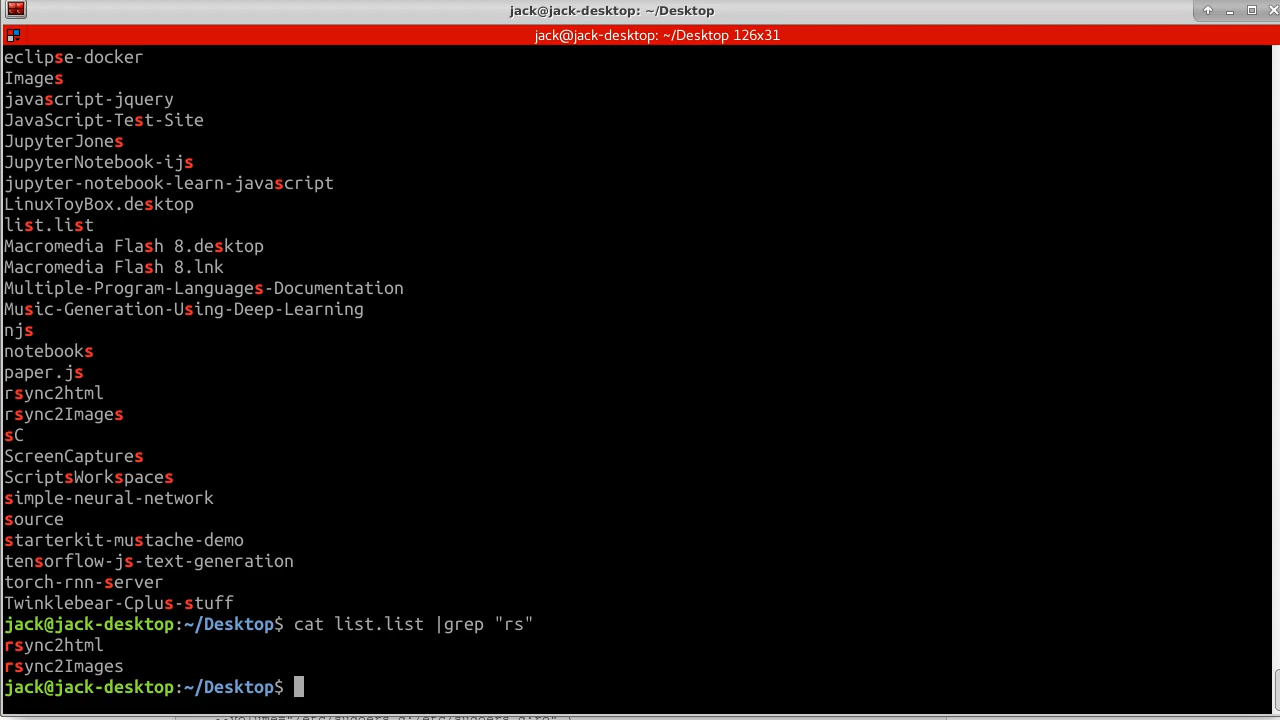 jack@jack-desktop: ~/Desktop
jack@jack-desktop: ~/Desktop 126x31
eclipse-docker
Images
javascript-jquery
JavaScript-Test-Site
JupyterJones
JupyterNotebook-ijs
jupyter-notebook-learn-javascript
LinuxToyBox.desktop
list.list
Macromedia Flash 8.desktop
Macromedia Flash 8.lnk
Multiple-Program-Languages-Documentation
Music-Generation-Using-Deep-Learning
njs
notebooks
paper.js
rsync2html
rsync2Images
sC
ScreenCaptures
ScriptsWorkspaces
simple-neural-network
source
starterkit-mustache-demo
tensorflow-js-text-generation
torch-rnn-server
Twinklebear-Cplus-stuff
jack@jack-desktop:~/Desktop$ cat list.list |grep "rs"
rsync2html
rsync2Images
jack@jack-desktop:~/Desktop$